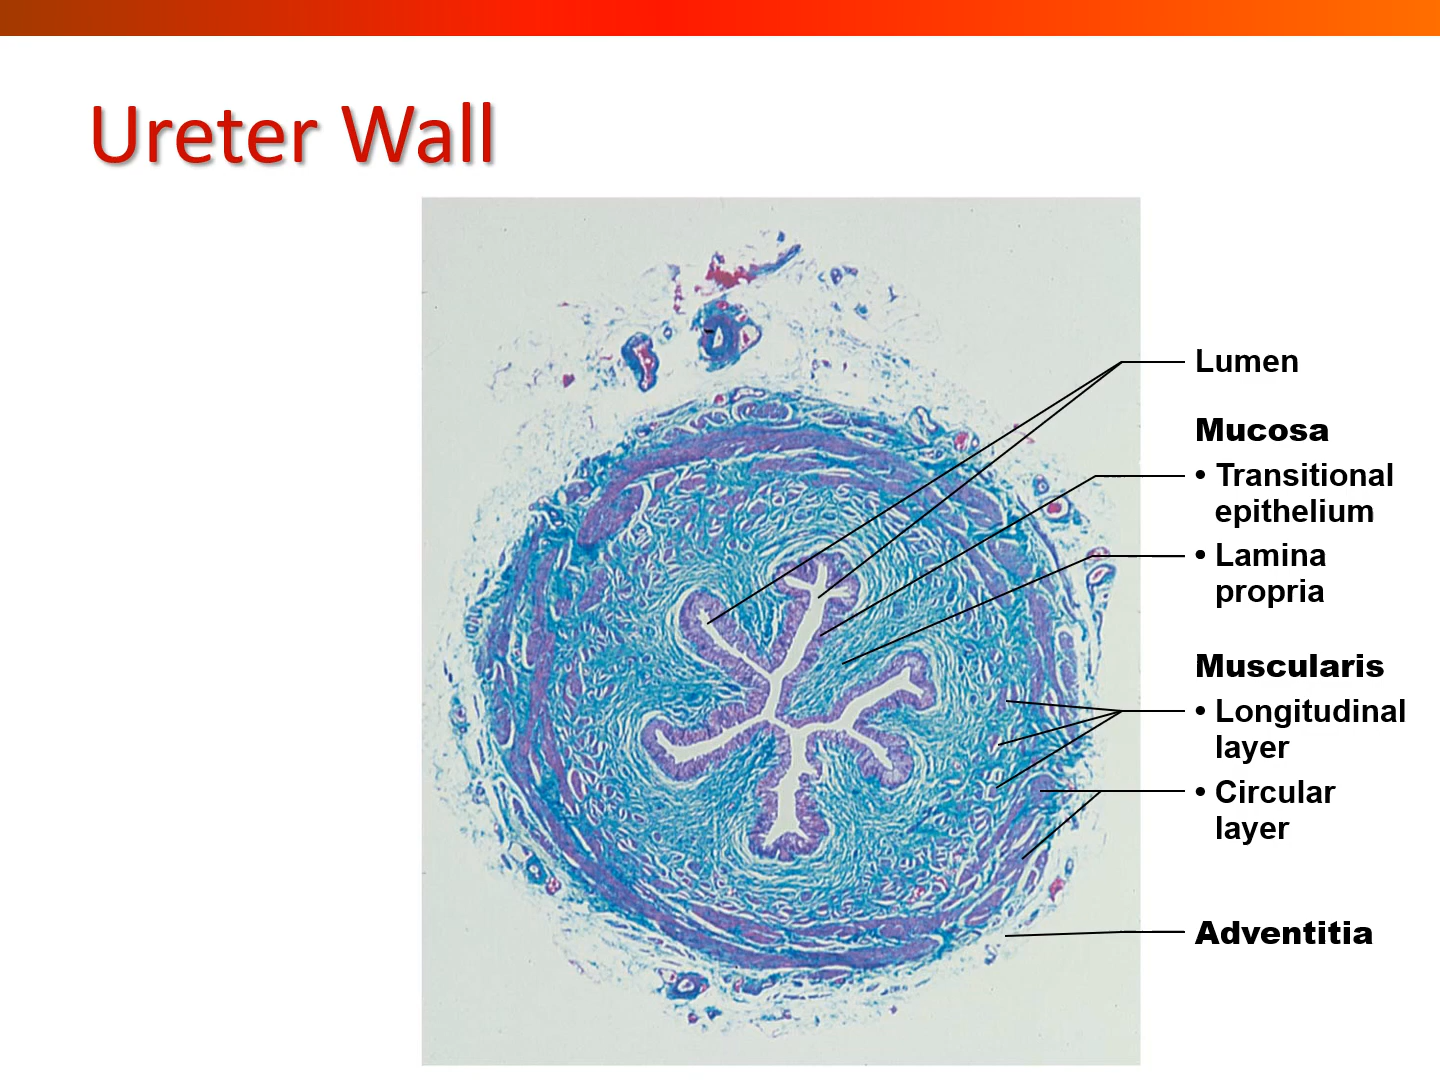 Ureter Wall
Lumen
Mucosa
• Transitional
epithelium
• Lamina
propria
Muscularis
• Longitudinal
layer
• Circular
layer
Adventitia